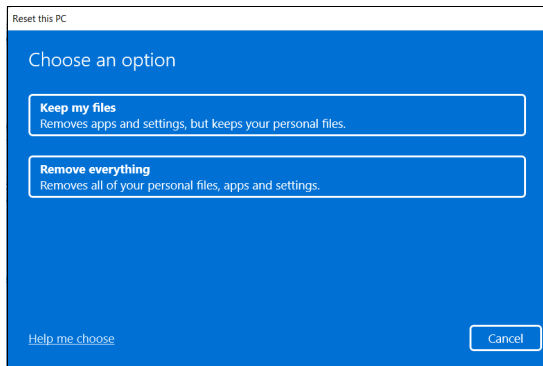 Reset this PC
Choose an option
Keep my files
Removes apps and settings, but keeps your personal files.
Remove everything
Removes all of your personal files, apps and settings.
Help me choose
Cancel